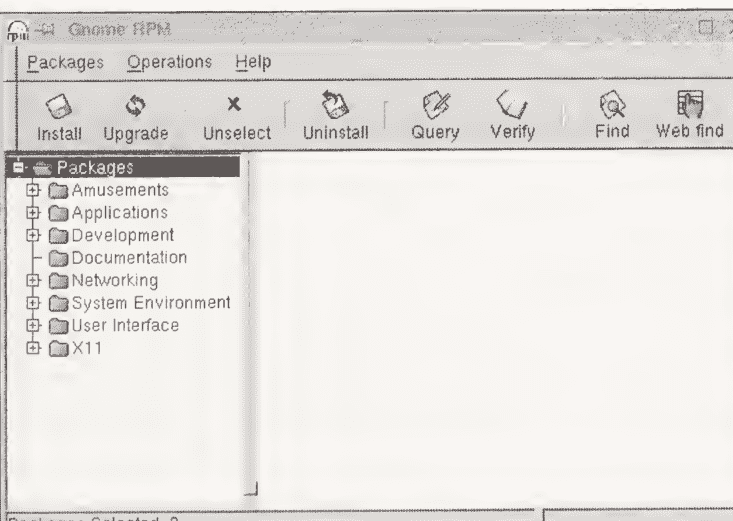 rpm Gnome RPM
Packages Operations Help
Install Upgrade Unselect Uninstall Query Verify Find Web find
Packages
Amusements
Applications
Development
Documentation
Networking
System Environment
User Interface
X11
Packages Selected: 0